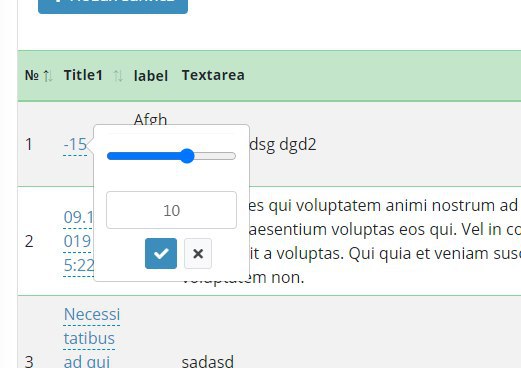 № Title1 label Textarea
Afgh
1 -15 dsg dgd2
10
09.1 es qui voluptatem animi nostrum ad
2 019 aesentium voluptas eos qui. Vel in co
5:22 it a voluptas. Qui quia et veniam susc
voluptatem non.
Necessi
tatibus
3 ad qui sadasd